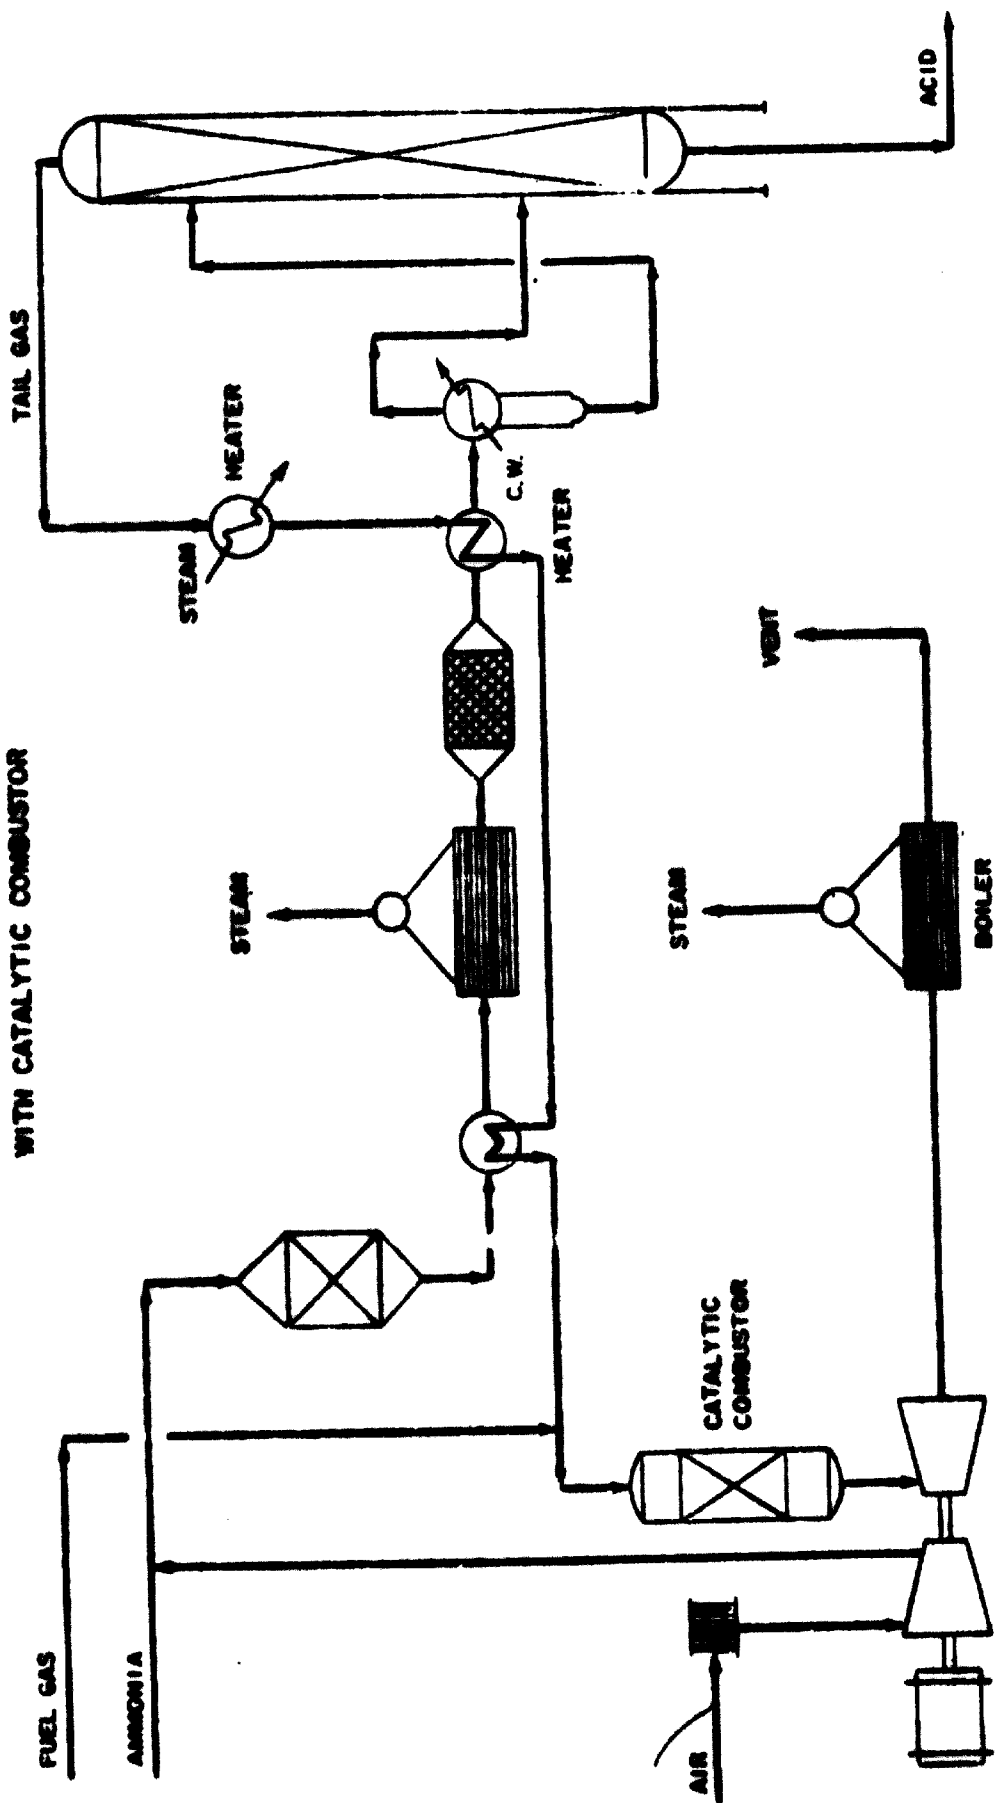 WITH CATALYTIC COMBUSTOR
FUEL GAS
AMMONIA
TAIL GAS
STEAM
HEATER
STEAM
C.W.
HEATER
CATALYTIC
COMBUSTOR
STEAM
VENT
AIR
BOILER
ACID